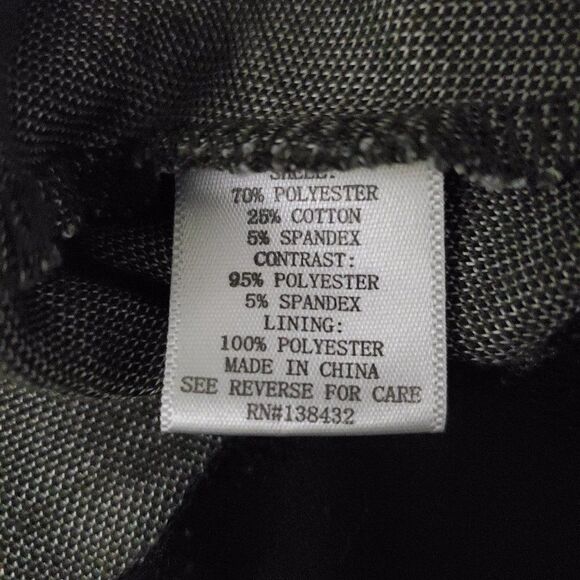 SHELL:
70% POLYESTER
25% COTTON
5% SPANDEX
CONTRAST:
95% POLYESTER
5% SPANDEX
LINING:
100% POLYESTER
MADE IN CHINA
SEE REVERSE FOR CARE
RN#138432